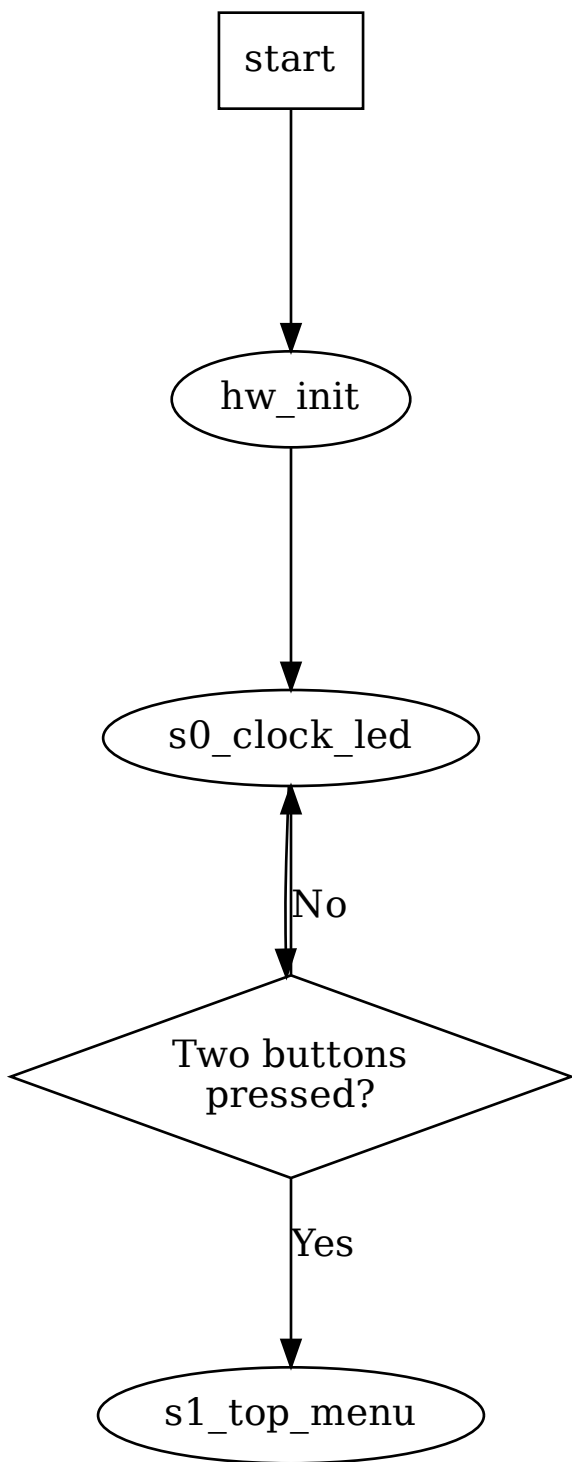 start
hw_init
s0_clock_led
No
Two buttons
pressed?
Yes
s1_top_menu